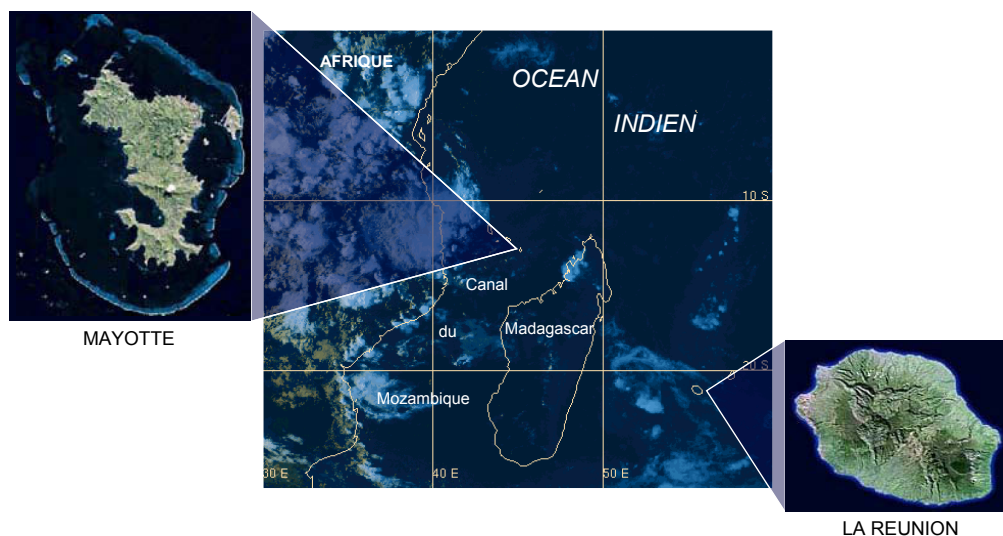 AFRIQUE
OCEAN
INDIEN
10 S
Canal
du
Mozambique
Madagascar
20 S
30 E
40 E
50 E
MAYOTTE
LA REUNION